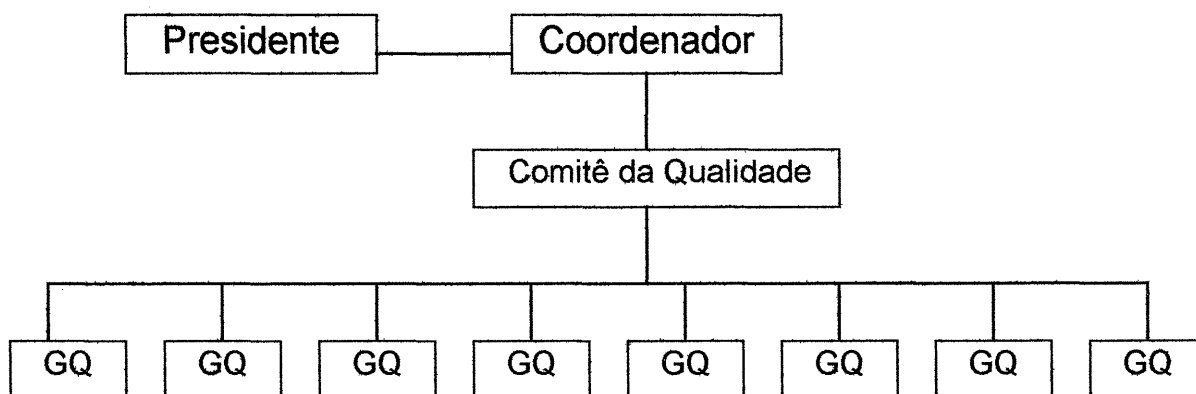 Presidente
Coordenador
Comitê da Qualidade
GQ
GQ
GQ
GQ
GQ
GQ
GQ
GQ